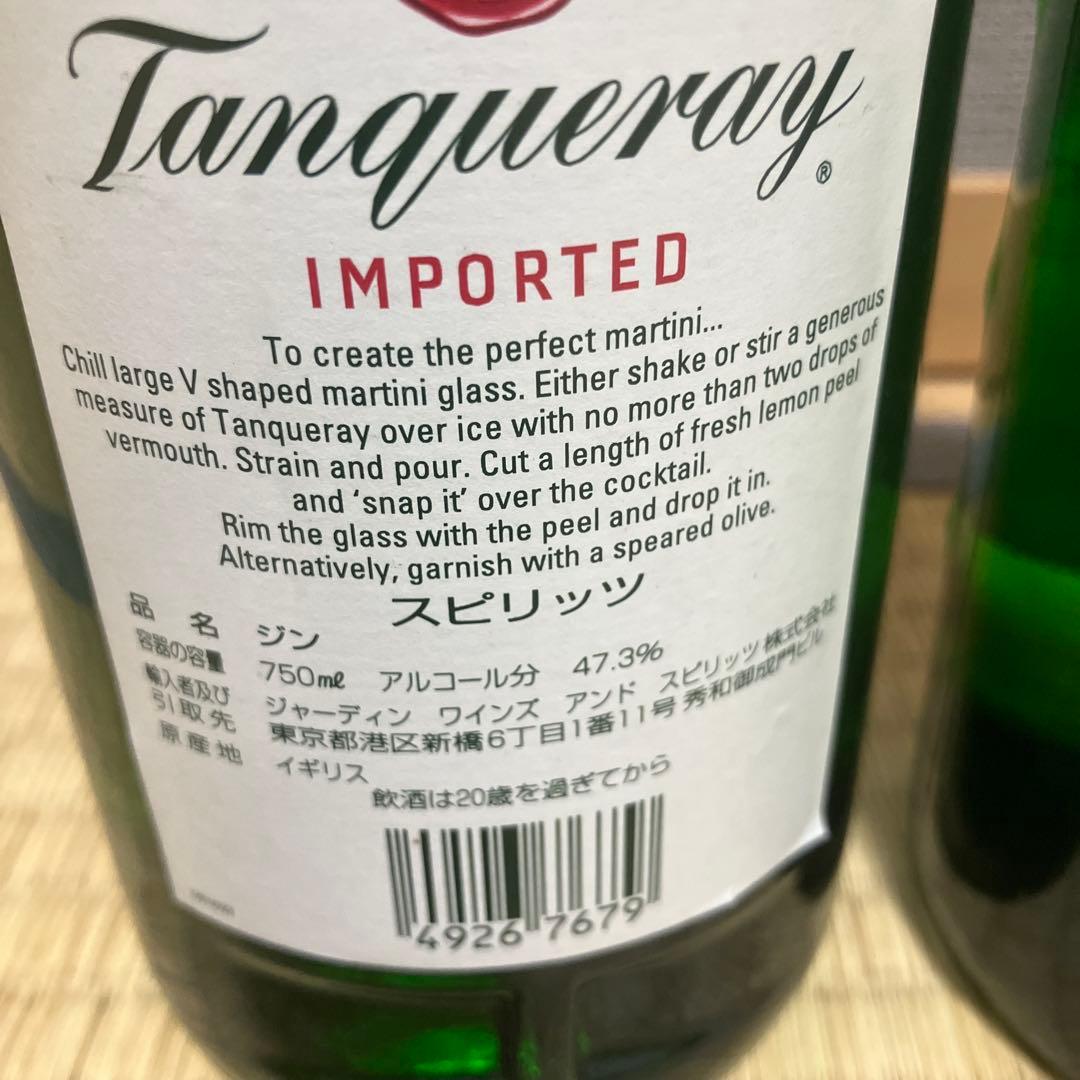 Tanqueray®
IMPORTED
To create the perfect martini...
Chill large V shaped martini glass. Either shake or stir a generous
measure of Tanqueray over ice with no more than two drops of
vermouth. Strain and pour. Cut a length of fresh lemon peel
and ‘snap it’ over the cocktail.
Rim the glass with the peel and drop it in.
Alternatively, garnish with a speared olive.
スピリッツ
品名 ジン
容器の容量 750ml アルコール分 47.3%
輸入者及び ジャーディン ワインズ アンド スピリッツ株式会社
引取先 東京都港区新橋6丁目1番11号 秀和御成門ビル
原産地 イギリス
飲酒は20歳を過ぎてから
4926 7679